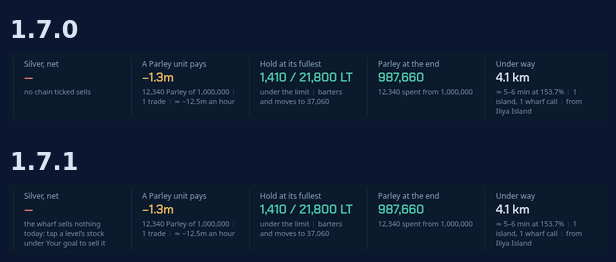 1.7.0
Silver, net
—
no chain ticked sells
A Parley unit pays
−1.3m
12,340 Parley of 1,000,000 |
1 trade | ≈ −12.5m an hour
Hold at its fullest
1,410 / 21,800 LT
under the limit | barters
and moves to 37,060
Parley at the end
987,660
12,340 spent from 1,000,000
Under way
4.1 km
≈ 5–6 min at 153.7% | 1
island, 1 wharf call | from
Iliya Island
1.7.1
Silver, net
—
the wharf sells nothing
today; tap a level's stock
under Your goal to sell it
A Parley unit pays
−1.3m
12,340 Parley of 1,000,000 |
1 trade | ≈ −12.5m an hour
Hold at its fullest
1,410 / 21,800 LT
under the limit | barters
and moves to 37,060
Parley at the end
987,660
12,340 spent from 1,000,000
Under way
4.1 km
≈ 5–6 min at 153.7% | 1
island, 1 wharf call | from
Iliya Island